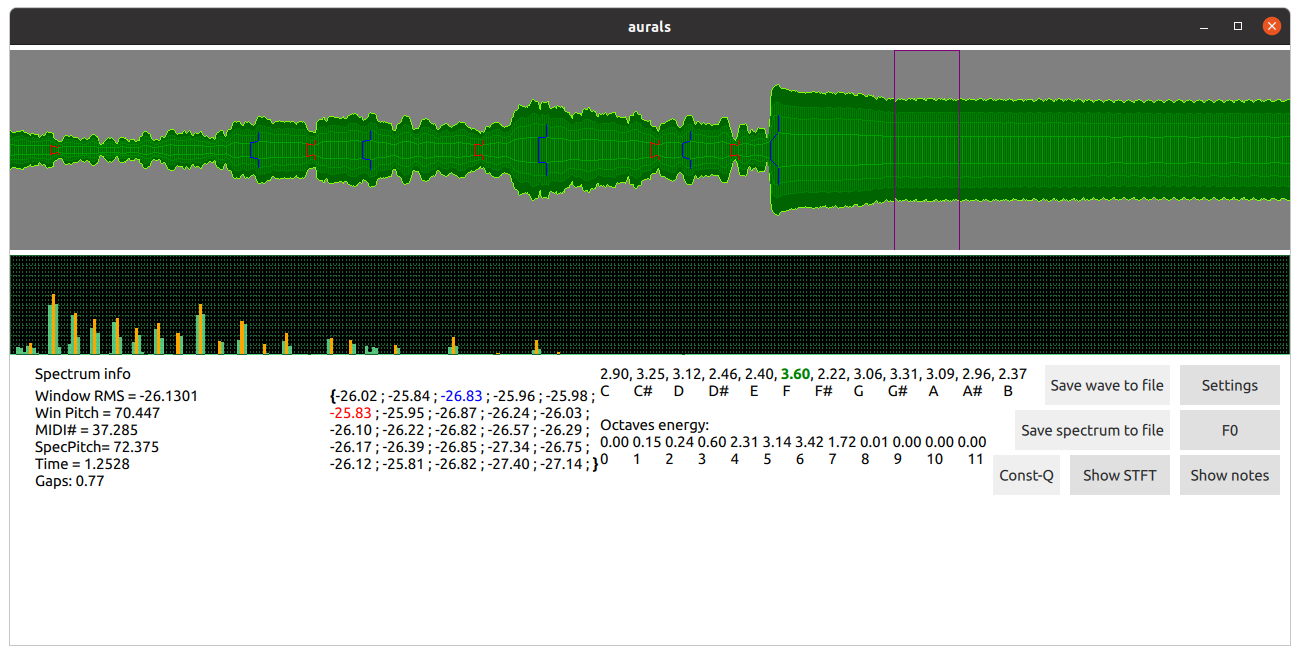 aurals
Spectrum info
Window RMS = -26.1301
Win Pitch = 70.447
MIDI# = 37.285
SpecPitch= 72.375
Time = 1.2528
Gaps: 0.77
{-26.02 ; -25.84 ; -26.83 ; -25.96 ; -25.98 ;
-25.83 ; -25.95 ; -26.87 ; -26.24 ; -26.03 ;
-26.10 ; -26.22 ; -26.82 ; -26.57 ; -26.29 ;
-26.17 ; -26.39 ; -26.85 ; -27.34 ; -26.75 ;
-26.12 ; -25.81 ; -26.82 ; -27.40 ; -27.14 ; }
2.90, 3.25, 3.12, 2.46, 2.40, 3.60, 2.22, 3.06, 3.31, 3.09, 2.96, 2.37
C C# D D# E F F# G G# A A# B
Octaves energy:
0.00 0.15 0.24 0.60 2.31 3.14 3.42 1.72 0.01 0.00 0.00 0.00
0 1 2 3 4 5 6 7 8 9 10 11
Save wave to file
Settings
Save spectrum to file
F0
Const-Q
Show STFT
Show notes